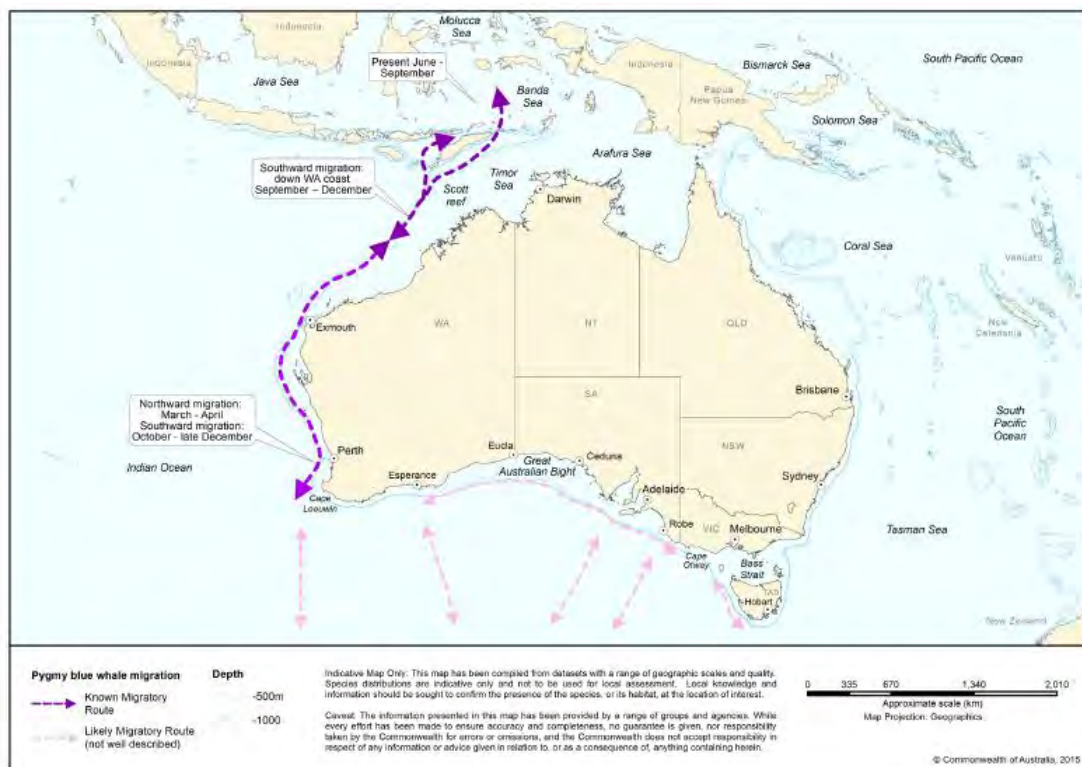 Indonesia
Indonesia
Molucca
Sea
Present June -
September
Indonesia
Java Sea
Banda
Sea
Indonesia
Papua
New Guinea
Bismarck Sea
South Pacific Ocean
Solomon Sea
Arafura Sea
Southward migration:
down WA coast
September – December
Timor
Sea
Scott
reef
Darwin
Coral Sea
Vanuatu
New
Caledonia
Exmouth
WA
NT
QLD
Brisbane
SA
NSW
South
Pacific
Ocean
Northward migration:
March - April
Southward migration:
October - late December
Indian Ocean
Perth
Esperance
Eucla
Great
Australian Bight
Ceduna
Adelaide
Sydney
Cape
Leeuwin
Robe
VIC
Melbourne
Tasman Sea
Cape
Otway
Bass
Strait
TAS
Hobart
New Zealand
Pygmy blue whale migration
Known Migratory
Route
Likely Migratory Route
(not well described)
Depth
-500m
-1000
Indicative Map Only: This map has been compiled from datasets with a range of geographic scales and quality.
Species distributions are indicative only and not to be used for local assessment. Local knowledge and
information should be sought to confirm the presence of the species, or its habitat, at the location of interest.
Caveat: The information presented in this map has been provided by a range of groups and agencies. While
every effort has been made to ensure accuracy and completeness, no guarantee is given, nor responsibility
taken by the Commonwealth for errors or omissions, and the Commonwealth does not accept responsibility in
respect of any information or advice given in relation to, or as a consequence of, anything containing herein.
0 335 670 1,340 2,010
Approximate scale (km)
Map Projection: Geographics
© Commonwealth of Australia, 2015